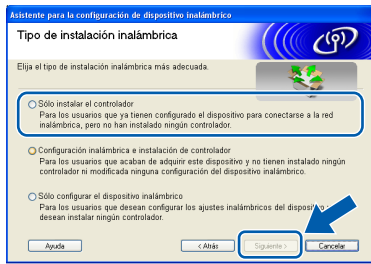 Asistente para la configuración de dispositivo inalámbrico
Tipo de instalación inalámbrica
Elija el tipo de instalación inalámbrica más adecuada.
Sólo instalar el controlador
Para los usuarios que ya tienen configurado el dispositivo para conectarse a la red
inalámbrica, pero no han instalado ningún controlador.
Configuración inalámbrica e instalación de controlador
Para los usuarios que acaban de adquirir este dispositivo y no tienen instalado ningún
controlador ni modificada ninguna configuración del dispositivo inalámbrico.
Sólo configurar el dispositivo inalámbrico
Para los usuarios que desean configurar los ajustes inalámbricos del dispositivo
desean instalar ningún controlador.
Ayuda
< Atrás
Siguiente >
Cancelar